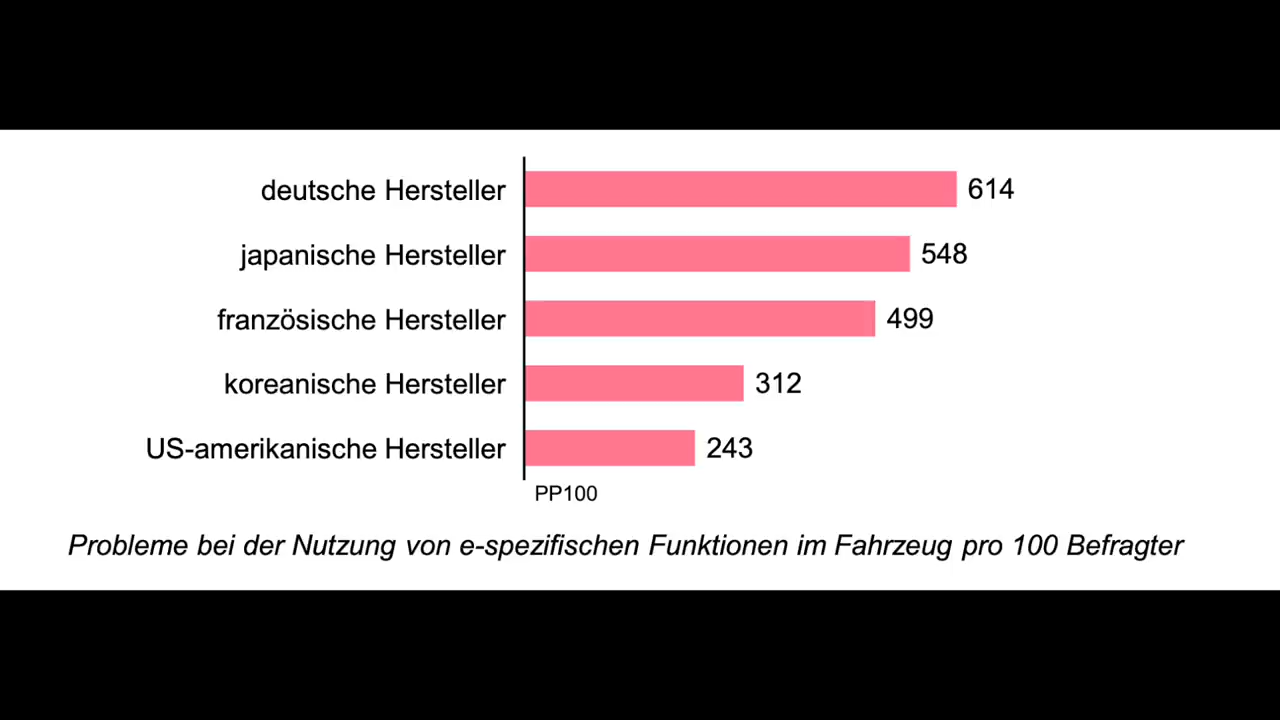 deutsche Hersteller 614
japanische Hersteller 548
französische Hersteller 499
koreanische Hersteller 312
US-amerikanische Hersteller 243
PP100
Probleme bei der Nutzung von e-spezifischen Funktionen im Fahrzeug pro 100 Befragter